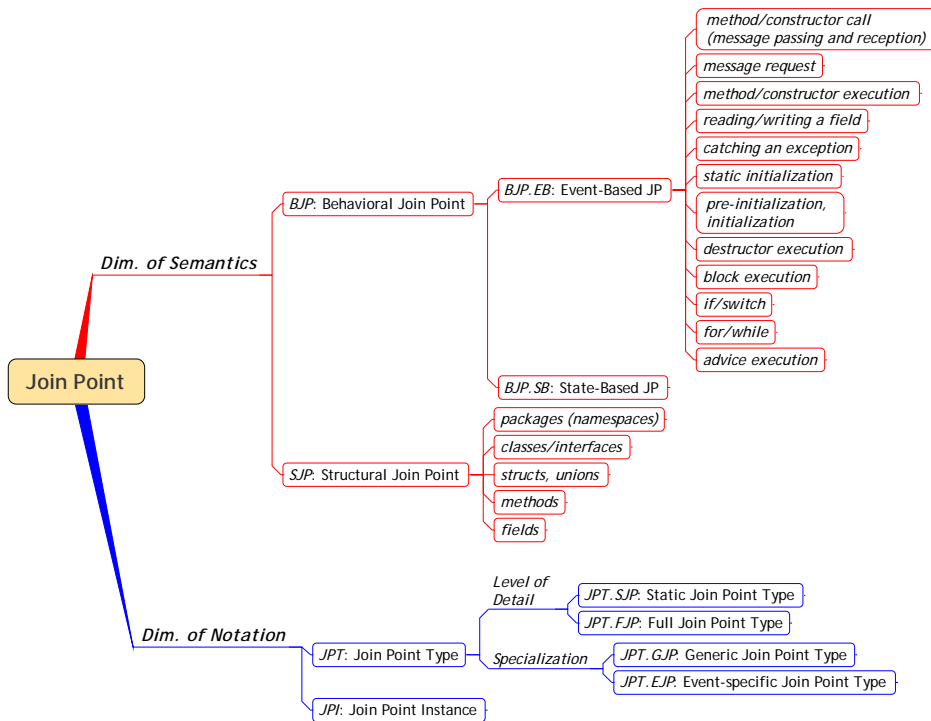 method/constructor call
(message passing and reception)
message request
method/constructor execution
reading/writing a field
catching an exception
static initialization
BJP: Behavioral Join Point
BJP.EB: Event-Based JP
pre-initialization,
initialization
destructor execution
Dim. of Semantics
block execution
if/switch
for/while
advice execution
Join Point
BJP.SB: State-Based JP
packages (namespaces)
classes/interfaces
SJP: Structural Join Point
structs, unions
methods
fields
Level of
Detail
JPT.SJP: Static Join Point Type
JPT.FJP: Full Join Point Type
Dim. of Notation
JPT: Join Point Type
Specialization
JPT.GJP: Generic Join Point Type
JPT.EJP: Event-specific Join Point Type
JPI: Join Point Instance